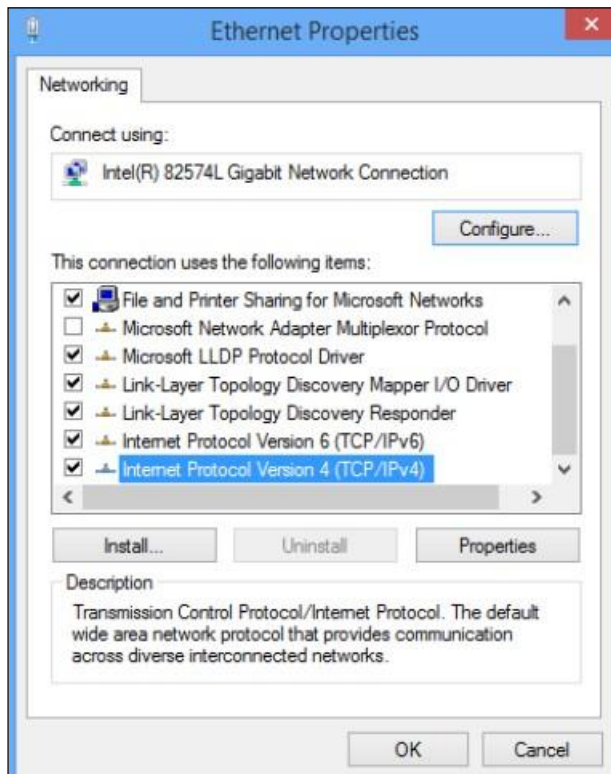 Ethernet Properties
Networking
Connect using:
Intel(R) 82574L Gigabit Network Connection
Configure...
This connection uses the following items:
File and Printer Sharing for Microsoft Networks
Microsoft Network Adapter Multiplexor Protocol
Microsoft LLDP Protocol Driver
Link-Layer Topology Discovery Mapper I/O Driver
Link-Layer Topology Discovery Responder
Internet Protocol Version 6 (TCP/IPv6)
Internet Protocol Version 4 (TCP/IPv4)
Install... Uninstall Properties
Description
Transmission Control Protocol/Internet Protocol. The default
wide area network protocol that provides communication
across diverse interconnected networks.
OK Cancel